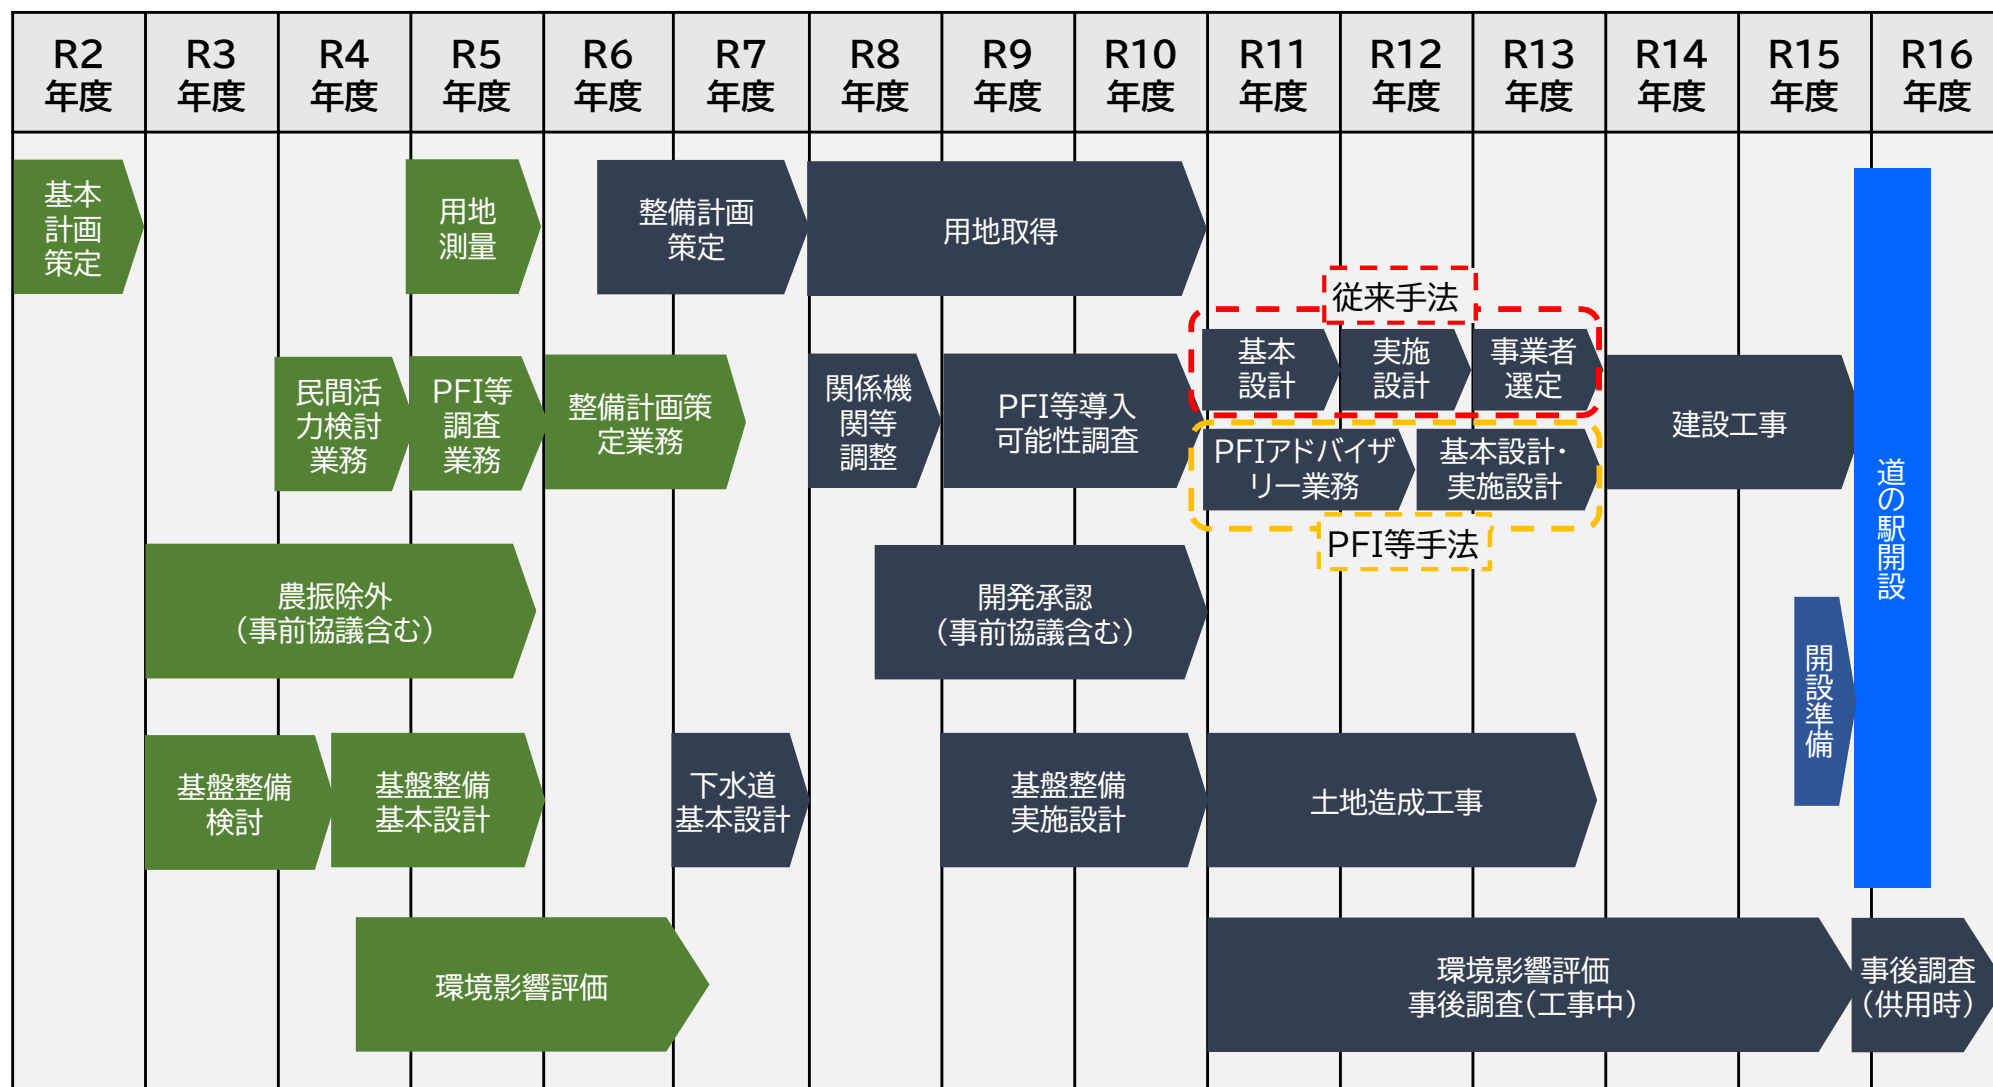 R2
年度
R3
年度
R4
年度
R5
年度
R6
年度
R7
年度
R8
年度
R9
年度
R10
年度
R11
年度
R12
年度
R13
年度
R14
年度
R15
年度
R16
年度
基本
計画
策定
用地
測量
整備計画
策定
用地取得
従来手法
基本
設計
実施
設計
事業者
選定
民間活
力検討
業務
PFI等
調査
業務
整備計画策
定業務
関係機
関等
調整
PFI等導入
可能性調査
PFIアドバイザ
リー業務
基本設計・
実施設計
PFI等手法
建設工事
道の駅開設
農振除外
（事前協議含む）
開発承認
（事前協議含む）
開設準備
基盤整備
検討
基盤整備
基本設計
下水道
基本設計
基盤整備
実施設計
土地造成工事
環境影響評価
環境影響評価
事後調査（工事中）
事後調査
（供用時）